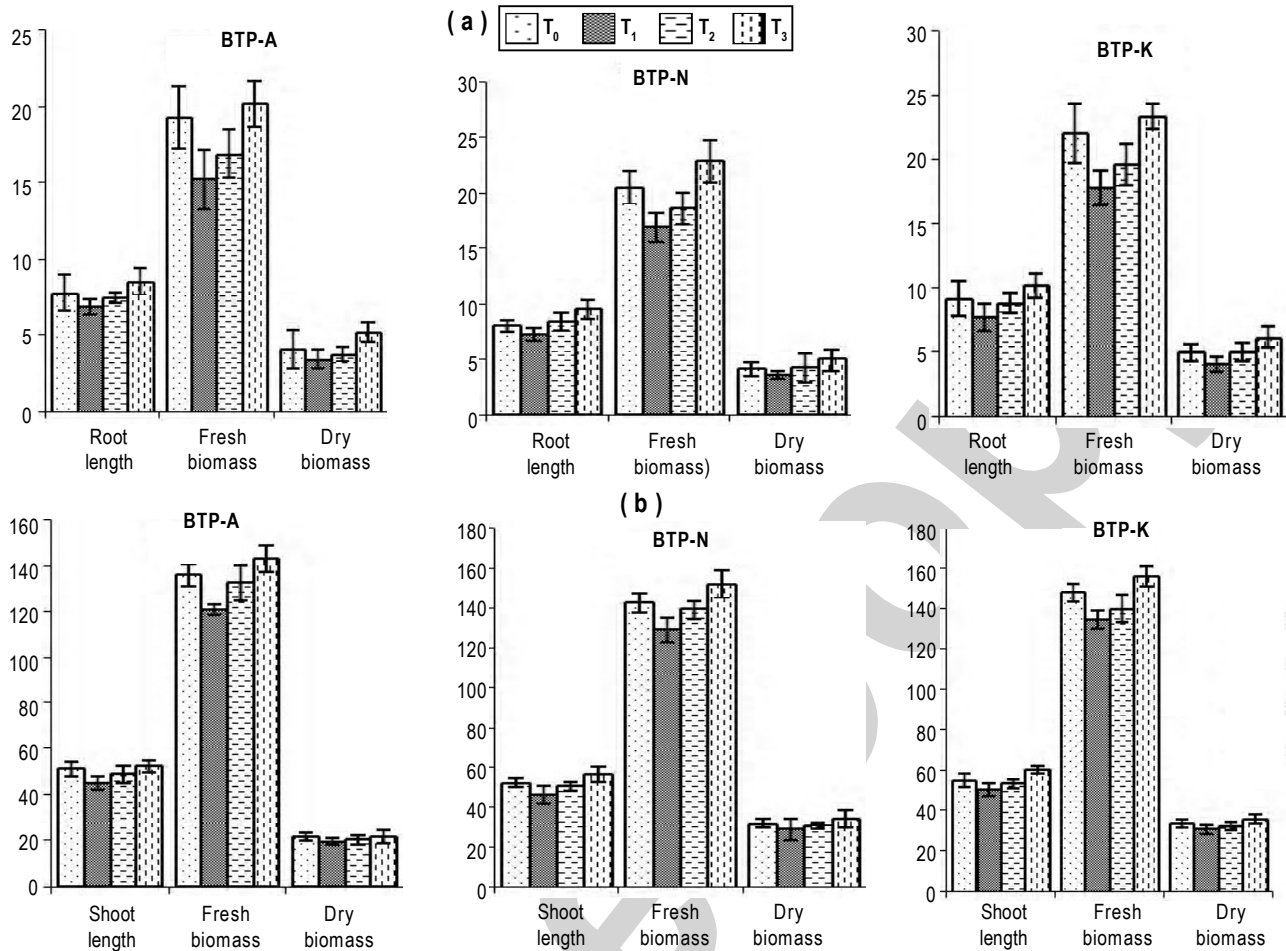 ( a ) T0 T1 T2 T3
BTP-A
25
20
15
10
5
0
Root length
Fresh biomass
Dry biomass
BTP-N
30
25
20
15
10
5
0
Root length
Fresh biomass)
Dry biomass
BTP-K
30
25
20
15
10
5
0
Root length
Fresh biomass
Dry biomass
( b )
BTP-A
160
140
120
100
80
60
40
20
0
Shoot length
Fresh biomass
Dry biomass
BTP-N
180
160
140
120
100
80
60
40
20
0
Shoot length
Fresh biomass
Dry biomass
BTP-K
180
160
140
120
100
80
60
40
20
0
Shoot length
Fresh biomass
Dry biomass